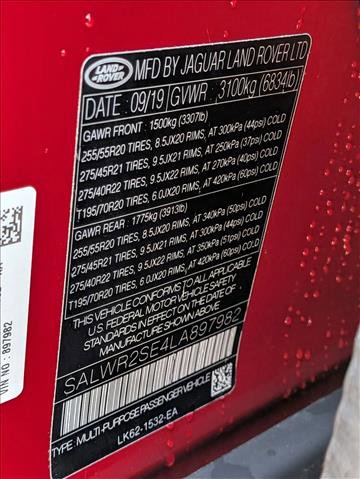 LAND ROVER
MFD BY JAGUAR LAND ROVER LTD
DATE: 09/19 GVWR 3100kg (6834lb)
GAWR FRONT: 1500kg (3307lb)
255/55R20 TIRES, 8.5JX20 RIMS, AT 300kPa (44psi) COLD
275/45R21 TIRES, 9.5JX21 RIMS, AT 250kPa (37psi) COLD
275/40R22 TIRES, 9.5JX22 RIMS, AT 270kPa (40psi) COLD
T195/70R20 TIRES, 6.0JX20 RIMS, AT 420kPa (60psi) COLD
GAWR REAR: 1775kg (3913lb)
255/55R20 TIRES, 8.5JX20 RIMS, AT 340kPa (50psi) COLD
275/45R21 TIRES, 9.5JX21 RIMS, AT 300kPa (44psi) COLD
275/40R22 TIRES, 9.5JX22 RIMS, AT 350kPa (51psi) COLD
T195/70R20 TIRES, 6.0JX20 RIMS, AT 420kPa (60psi) COLD
THIS VEHICLE CONFORMS TO ALL APPLICABLE
U.S. FEDERAL MOTOR VEHICLE SAFETY STANDARDS
IN EFFECT ON THE DATE OF MANUFACTURE SHOWN ABOVE.
SALWR2SE4LA897982
TYPE: MULTI-PURPOSE PASSENGER VEHICLE
LK62-1532-EA
VIN NO: 897982